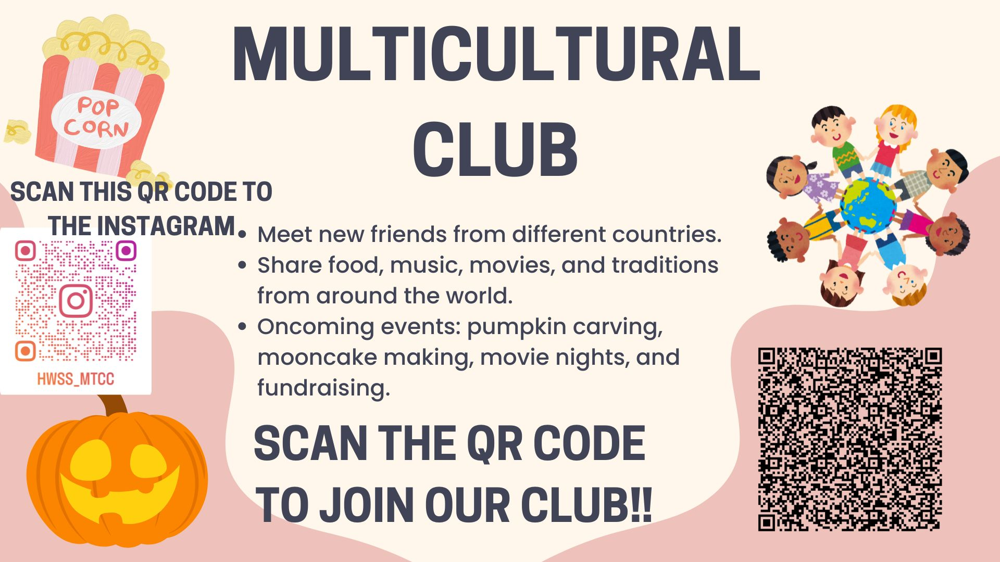 MULTICULTURAL
CLUB
POP
CORN
SCAN THIS QR CODE TO
THE INSTAGRAM
HWSS_MTCC
• Meet new friends from different countries.
• Share food, music, movies, and traditions
from around the world.
• Oncoming events: pumpkin carving,
mooncake making, movie nights, and
fundraising.
SCAN THE QR CODE
TO JOIN OUR CLUB!!